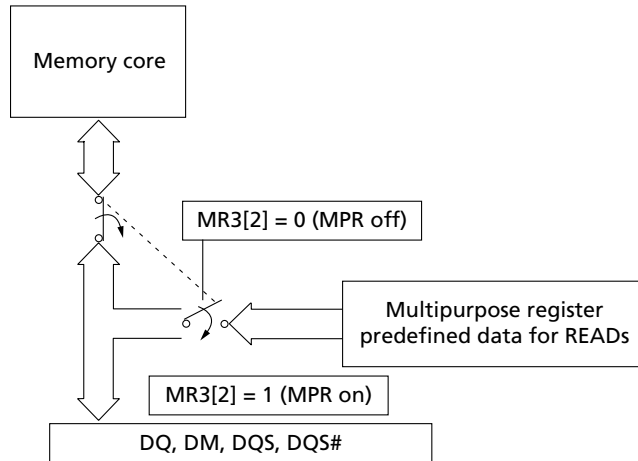 Memory core
MR3[2] = 0 (MPR off)
Multipurpose register
predefined data for READs
MR3[2] = 1 (MPR on)
DQ, DM, DQS, DQS#